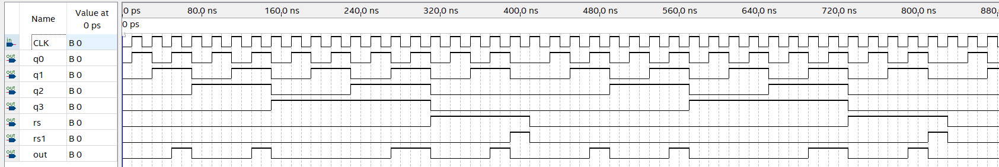 Name Value at 0 ps 0 ps 80.0 ns 160.0 ns 240.0 ns 320.0 ns 400.0 ns 480.0 ns 560.0 ns 640.0 ns 720.0 ns 800.0 ns 880.
0 ps
in CLK B 0
out q0 B 0
out q1 B 0
out q2 B 0
out q3 B 0
out rs B 0
out rs1 B 0
out out B 0